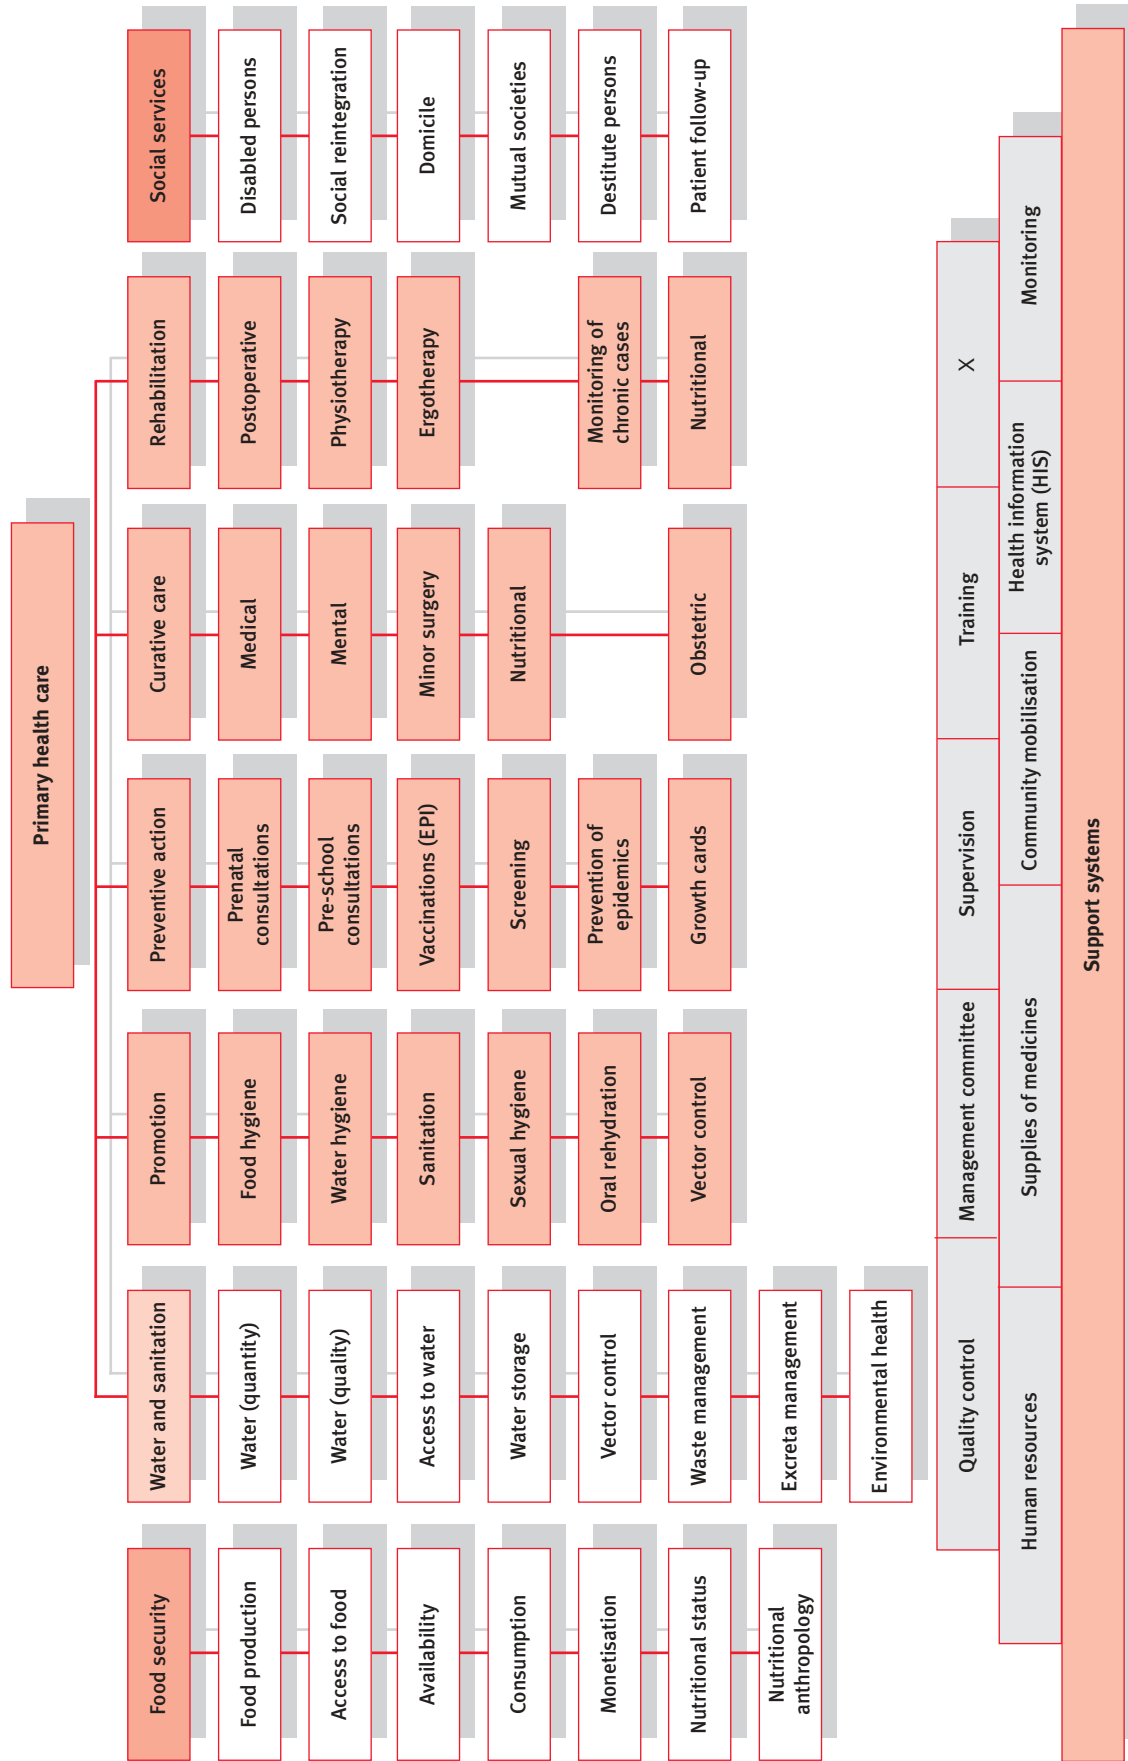 Primary health care
Food security
Food production
Access to food
Availability
Consumption
Monetisation
Nutritional status
Nutritional
anthropology
Water and sanitation
Water (quantity)
Water (quality)
Access to water
Water storage
Vector control
Waste management
Excreta management
Environmental health
Promotion
Food hygiene
Water hygiene
Sanitation
Sexual hygiene
Oral rehydration
Vector control
Preventive action
Prenatal
consultations
Pre-school
consultations
Vaccinations (EPI)
Screening
Prevention of
epidemics
Growth cards
Curative care
Medical
Mental
Minor surgery
Nutritional
Obstetric
Rehabilitation
Postoperative
Physiotherapy
Ergotherapy
Monitoring of
chronic cases
Nutritional
Social services
Disabled persons
Social reintegration
Domicile
Mutual societies
Destitute persons
Patient follow-up
Quality control
Management committee
Supervision
Training
X
Human resources
Supplies of medicines
Community mobilisation
Health information
system (HIS)
Monitoring
Support systems